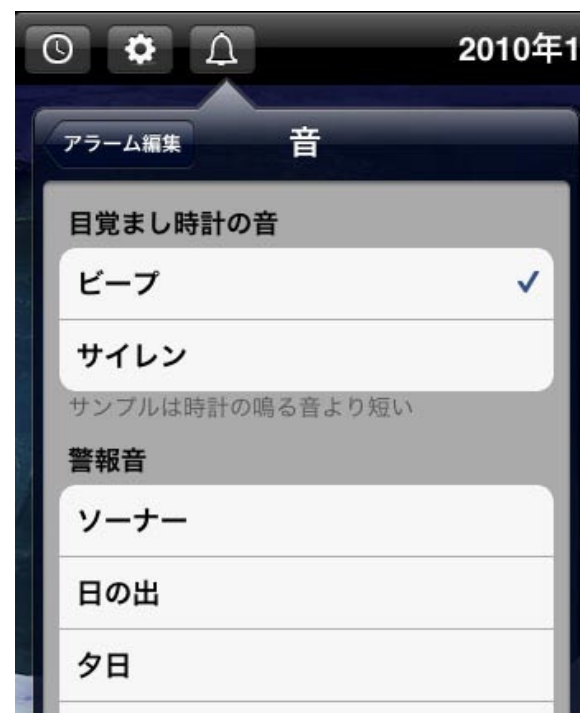 2010年1
アラーム編集
音
目覚まし時計の音
ビープ
サイレン
サンプルは時計の鳴る音より短い
警報音
ソーナー
日の出
夕日